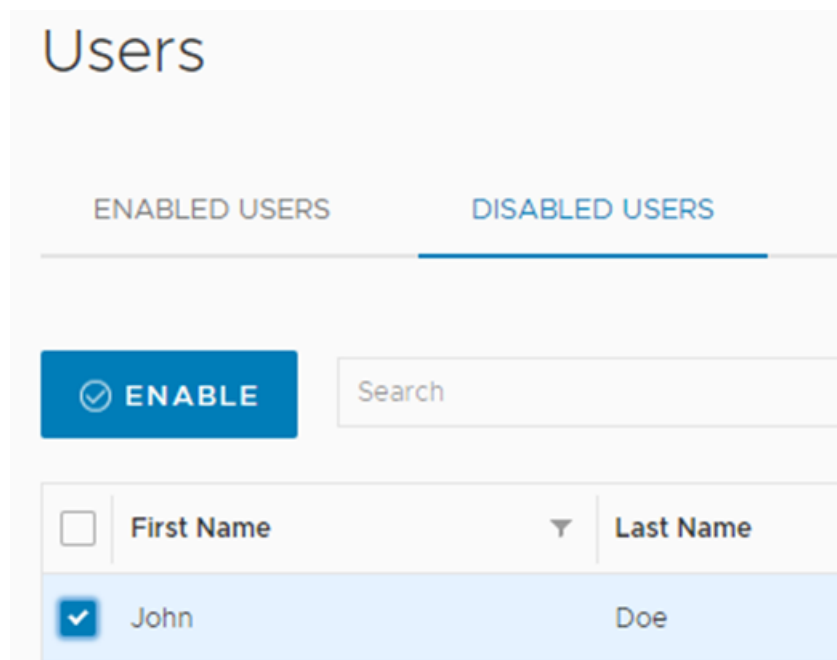 Users
ENABLED USERS DISABLED USERS
ENABLE Search
First Name Last Name
John Doe